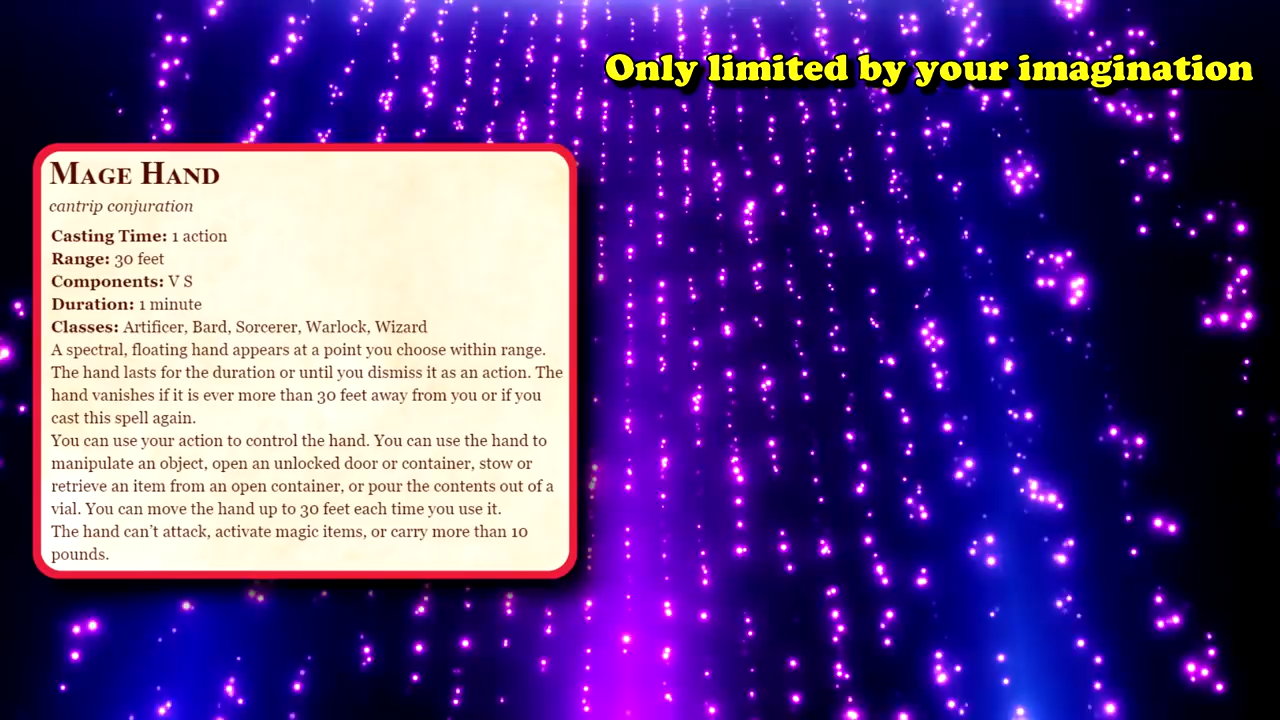 Only limited by your imagination
Mage Hand
cantrip conjuration
Casting Time: 1 action
Range: 30 feet
Components: V S
Duration: 1 minute
Classes: Artificer, Bard, Sorcerer, Warlock, Wizard
A spectral, floating hand appears at a point you choose within range.
The hand lasts for the duration or until you dismiss it as an action. The
hand vanishes if it is ever more than 30 feet away from you or if you
cast this spell again.
You can use your action to control the hand. You can use the hand to
manipulate an object, open an unlocked door or container, stow or
retrieve an item from an open container, or pour the contents out of a
vial. You can move the hand up to 30 feet each time you use it.
The hand can’t attack, activate magic items, or carry more than 10
pounds.